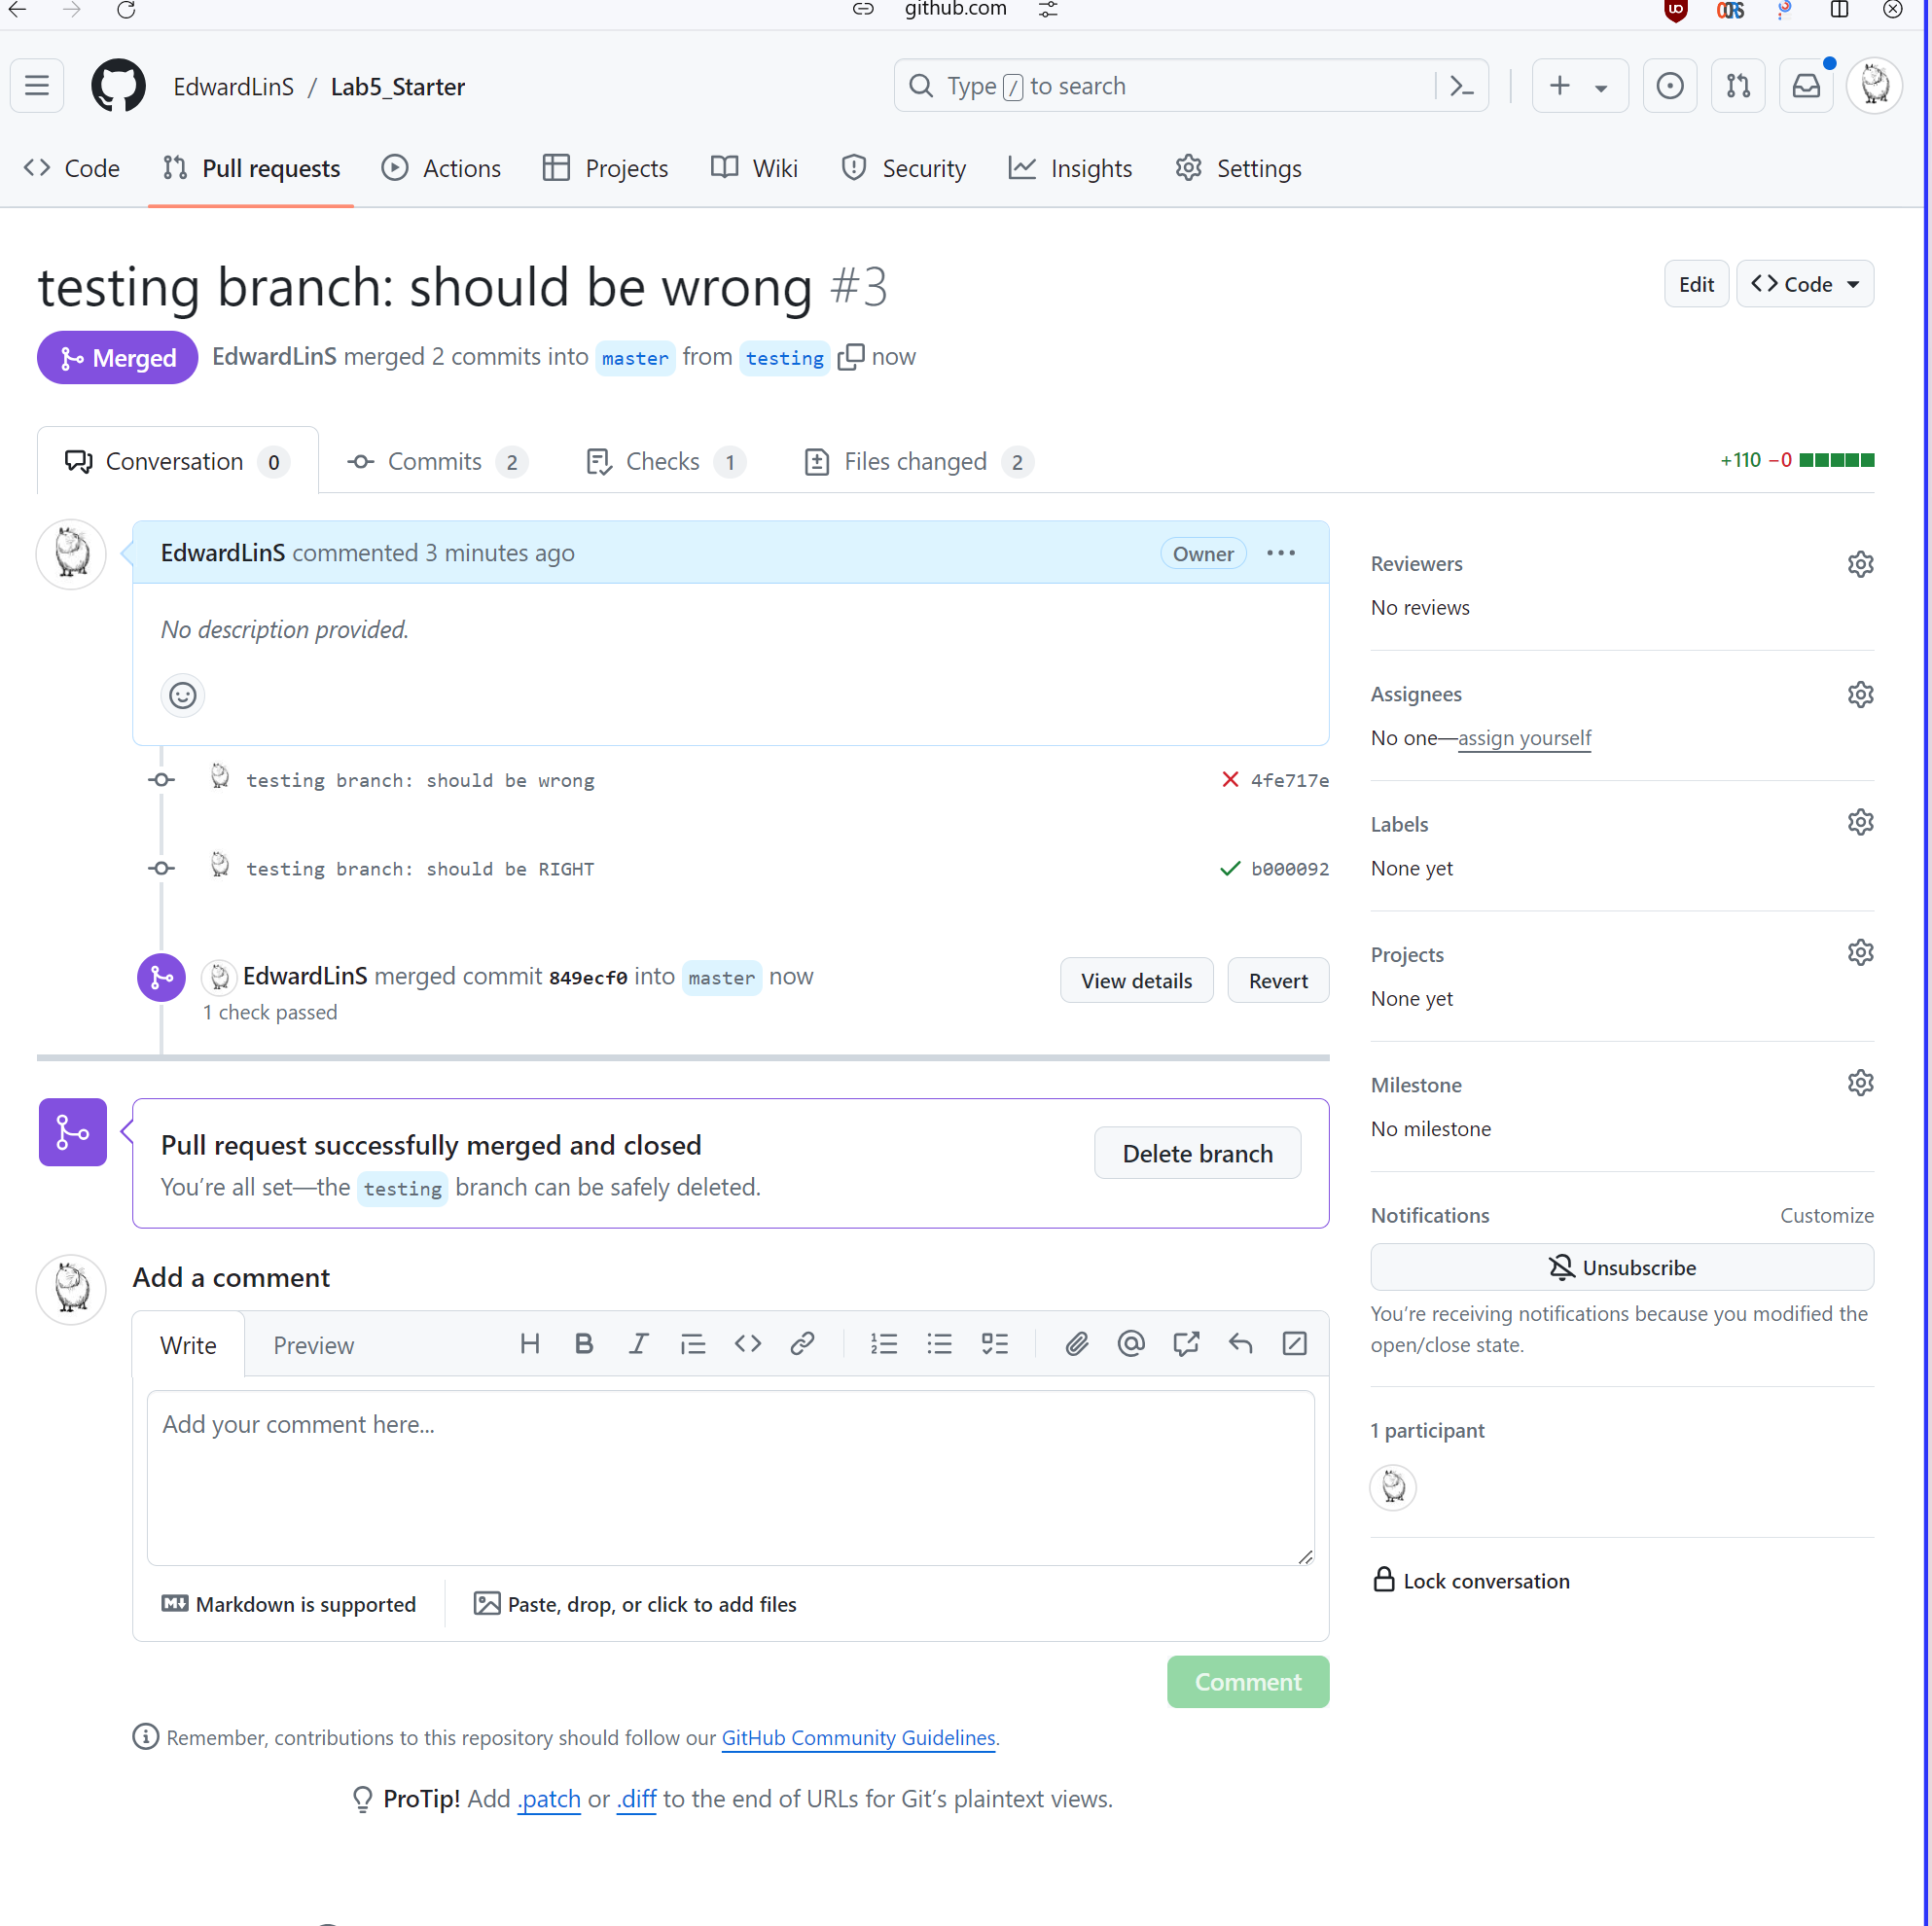 github.com
EdwardLinS / Lab5_Starter
Type / to search
Code Pull requests Actions Projects Wiki Security Insights Settings
testing branch: should be wrong #3
Edit Code
Merged EdwardLinS merged 2 commits into master from testing now
Conversation 0 Commits 2 Checks 1 Files changed 2 +110 −0
EdwardLinS commented 3 minutes ago Owner
No description provided.
testing branch: should be wrong 4fe717e
testing branch: should be RIGHT b000092
EdwardLinS merged commit 849ecf0 into master now
1 check passed
View details Revert
Pull request successfully merged and closed
You’re all set—the testing branch can be safely deleted.
Delete branch
Add a comment
Write Preview
Add your comment here...
Markdown is supported Paste, drop, or click to add files
Comment
Remember, contributions to this repository should follow our GitHub Community Guidelines.
ProTip! Add .patch or .diff to the end of URLs for Git’s plaintext views.
Reviewers
No reviews
Assignees
No one—assign yourself
Labels
None yet
Projects
None yet
Milestone
No milestone
Notifications Customize
Unsubscribe
You’re receiving notifications because you modified the
open/close state.
1 participant
Lock conversation